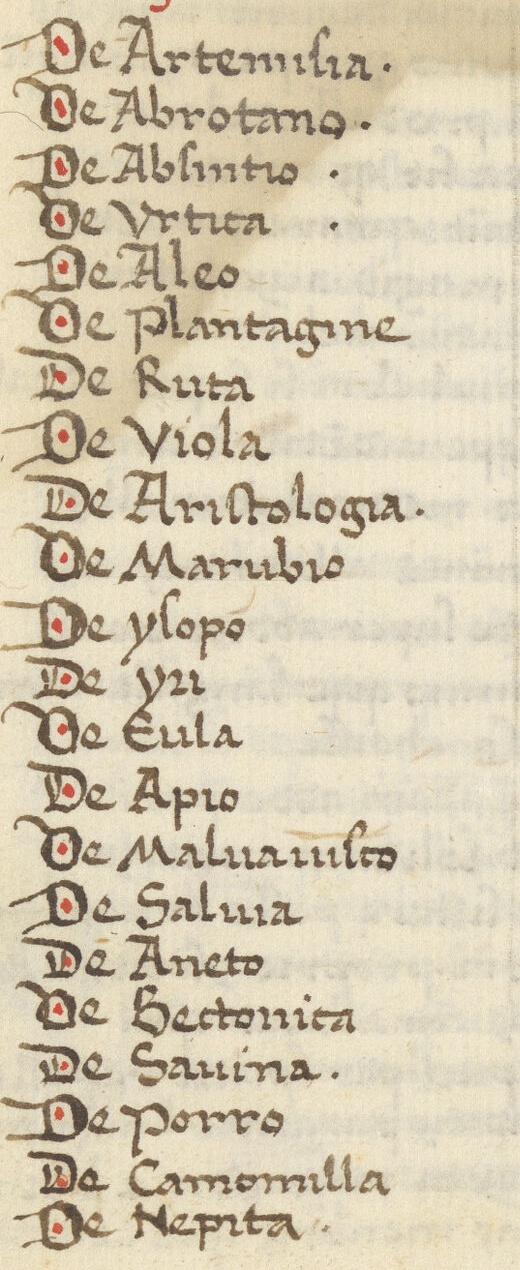 De Artemisia.
De Abrotano.
De Absintio.
De Vrtica.
De Aleo
De plantagine
De Ruta
De Viola
De Aristologia.
De Marubio
De ysopo
De yri
De Eula
De Apio
De Maluauisco
De Saluia
De Aneto
De Bectonica
De Sauina.
De porro
De Camomilla
De Nepita.